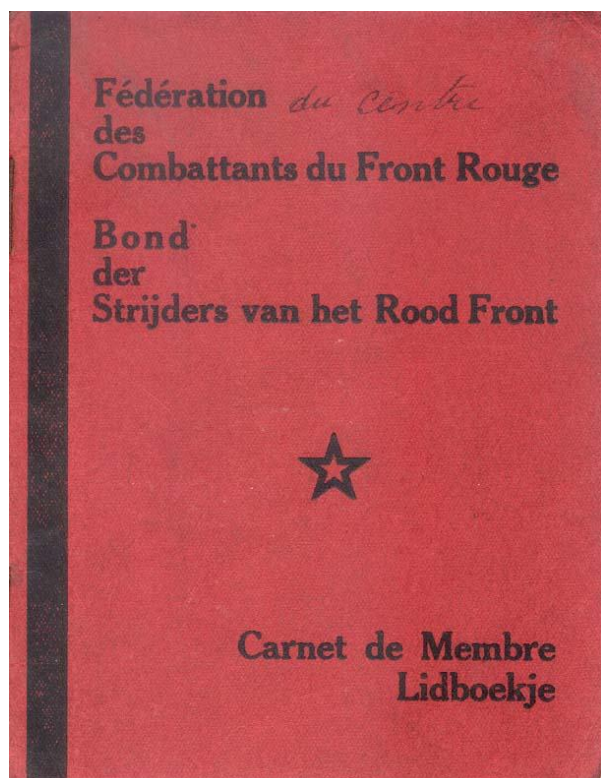 Fédération du centre
des
Combattants du Front Rouge
Bond
der
Strijders van het Rood Front
Carnet de Membre
Lidboekje